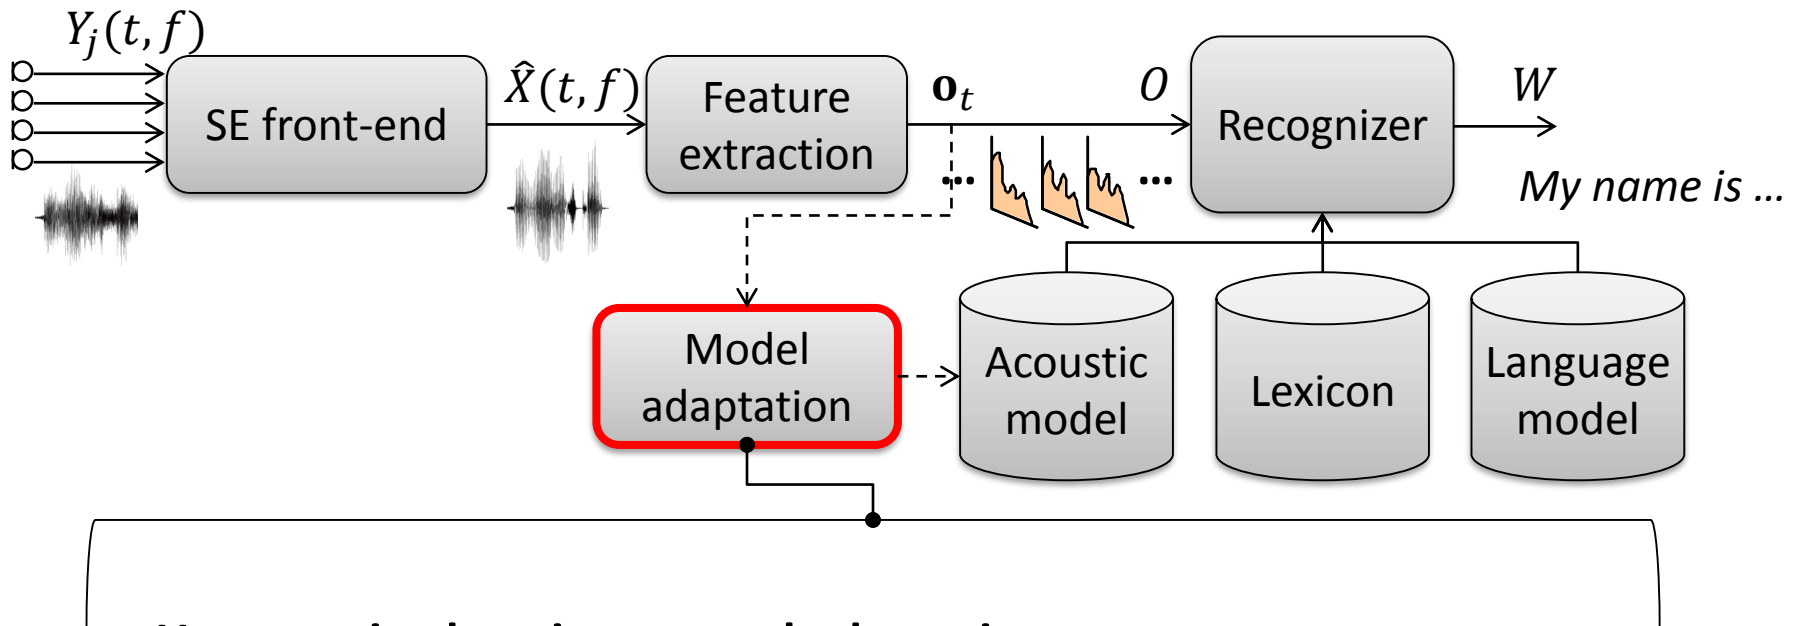 Yⱼ(t, f)
SE front-end
X̂(t, f)
Feature
extraction
𝐨ₜ
O
Recognizer
W
...
...
My name is ...
Model
adaptation
Acoustic
model
Lexicon
Language
model